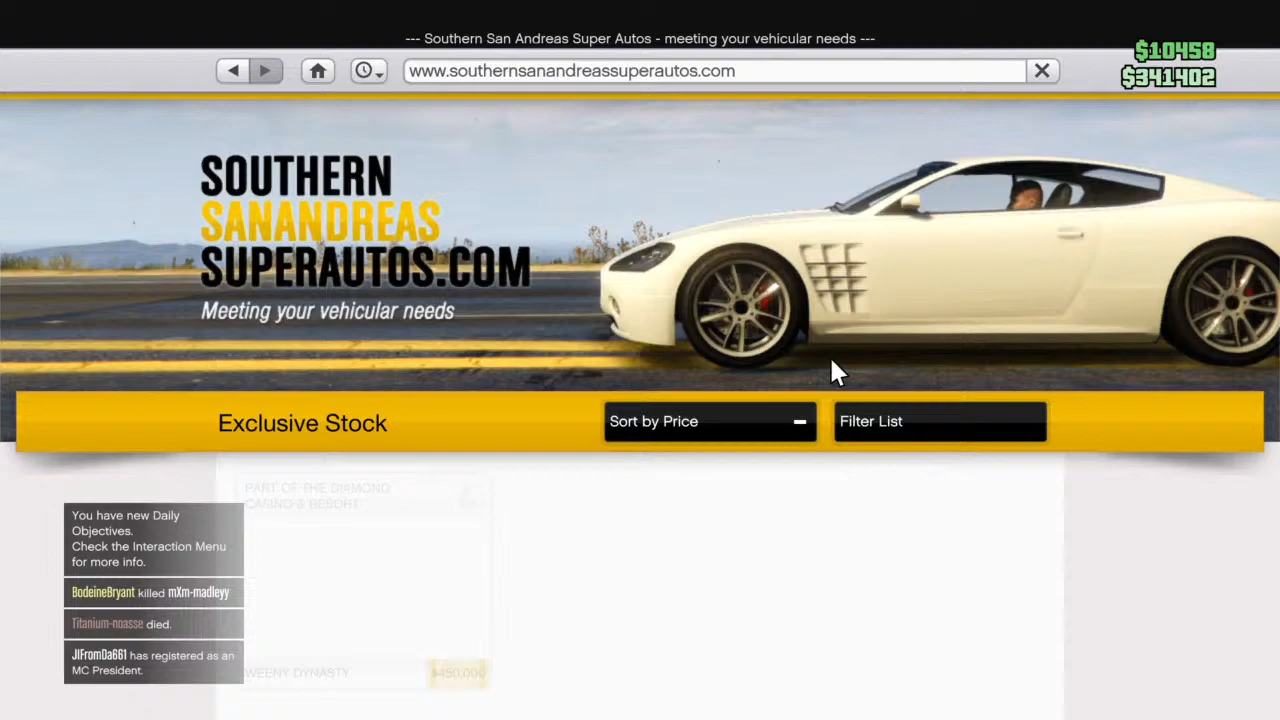 --- Southern San Andreas Super Autos - meeting your vehicular needs ---
$10458
www.southernsanandreassuperautos.com
$341402
SOUTHERN
SANANDREAS
SUPERAUTOS.COM
Meeting your vehicular needs
Exclusive Stock
Sort by Price
Filter List
PART OF THE DIAMOND
CASINO & RESORT
You have new Daily
Objectives.
Check the Interaction Menu
for more info.
BodeineBryant killed mXm-madleyy
Titanium-noasse died.
JIFromDa661 has registered as an
MC President.
WEENY DYNASTY
$450,000